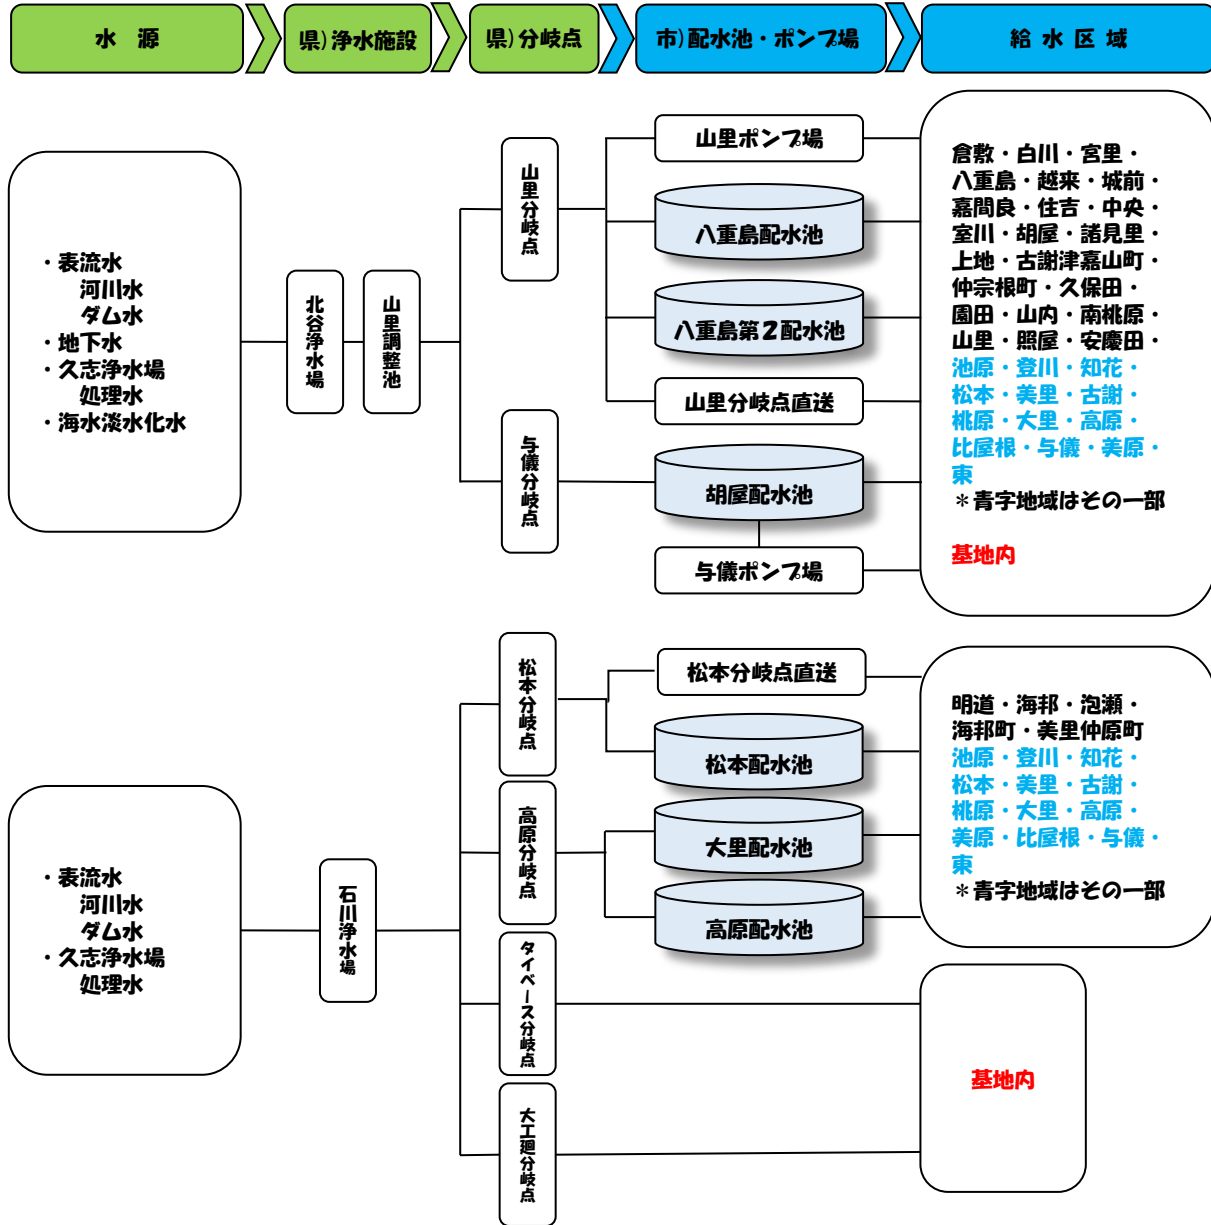 水 源
県)浄水施設
県)分岐点
市)配水池・ポンプ場
給 水 区 域
・表流水
河川水
ダム水
・地下水
・久志浄水場
処理水
・海水淡水化水
北谷浄水場
山里調整池
山里分岐点
与儀分岐点
山里ポンプ場
八重島配水池
八重島第2配水池
山里分岐点直送
胡屋配水池
与儀ポンプ場
倉敷・白川・宮里・
八重島・越来・城前・
嘉間良・住吉・中央・
室川・胡屋・諸見里・
上地・古謝津嘉山町・
仲宗根町・久保田・
園田・山内・南桃原・
山里・照屋・安慶田・
池原・登川・知花・
松本・美里・古謝・
桃原・大里・高原・
比屋根・与儀・美原・
東
*青字地域はその一部
基地内
・表流水
河川水
ダム水
・久志浄水場
処理水
石川浄水場
松本分岐点
高原分岐点
タイベース分岐点
大工廻分岐点
松本分岐点直送
松本配水池
大里配水池
高原配水池
明道・海邦・泡瀬・
海邦町・美里仲原町
池原・登川・知花・
松本・美里・古謝・
桃原・大里・高原・
美原・比屋根・与儀・
東
*青字地域はその一部
基地内